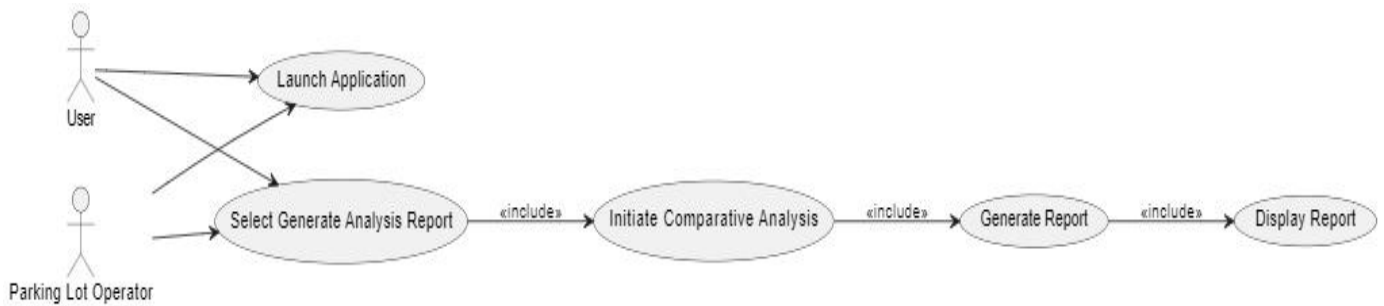 Launch Application
User
Select Generate Analysis Report
«include»
Initiate Comparative Analysis
«include»
Generate Report
«include»
Display Report
Parking Lot Operator